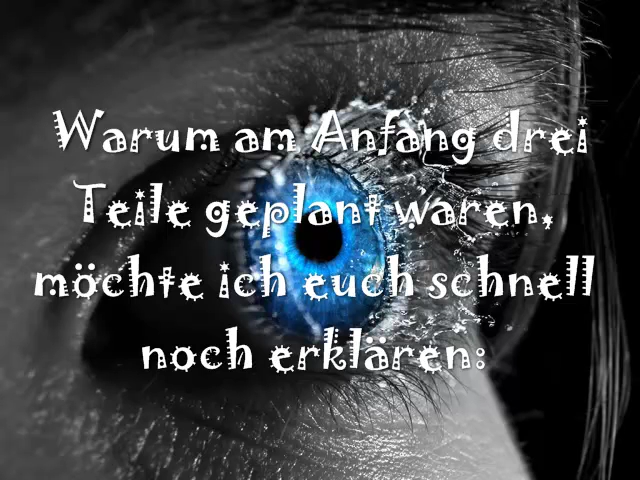 Warum am Anfang drei
Teile geplant waren,
möchte ich euch schnell
noch erklären: